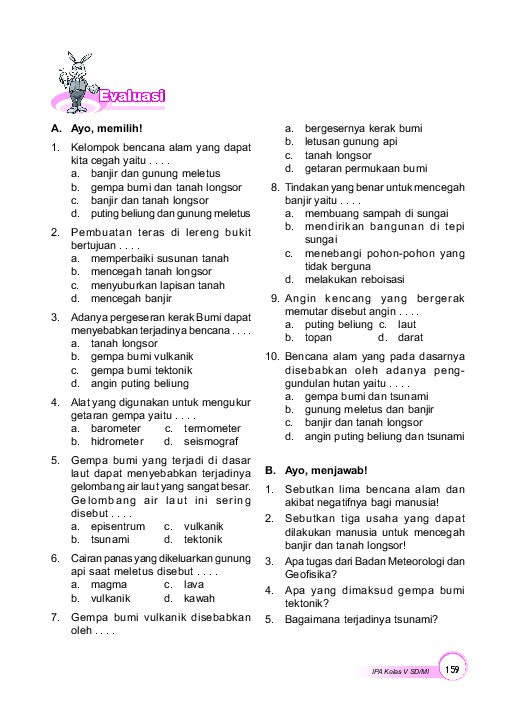 Evaluasi
A. Ayo, memilih!
1. Kelompok bencana alam yang dapat
kita cegah yaitu . . . .
a. banjir dan gunung meletus
b. gempa bumi dan tanah longsor
c. banjir dan tanah longsor
d. puting beliung dan gunung meletus
2. Pembuatan teras di lereng bukit
bertujuan . . . .
a. memperbaiki susunan tanah
b. mencegah tanah longsor
c. menyuburkan lapisan tanah
d. mencegah banjir
3. Adanya pergeseran kerak Bumi dapat
menyebabkan terjadinya bencana . . . .
a. tanah longsor
b. gempa bumi vulkanik
c. gempa bumi tektonik
d. angin puting beliung
4. Alat yang digunakan untuk mengukur
getaran gempa yaitu . . . .
a. barometer c. termometer
b. hidrometer d. seismograf
5. Gempa bumi yang terjadi di dasar
laut dapat menyebabkan terjadinya
gelombang air laut yang sangat besar.
Gelombang air laut ini sering
disebut . . . .
a. episentrum c. vulkanik
b. tsunami d. tektonik
6. Cairan panas yang dikeluarkan gunung
api saat meletus disebut . . . .
a. magma c. lava
b. vulkanik d. kawah
7. Gempa bumi vulkanik disebabkan
oleh . . . .
a. bergesernya kerak bumi
b. letusan gunung api
c. tanah longsor
d. getaran permukaan bumi
8. Tindakan yang benar untuk mencegah
banjir yaitu . . . .
a. membuang sampah di sungai
b. mendirikan bangunan di tepi
sungai
c. menebangi pohon-pohon yang
tidak berguna
d. melakukan reboisasi
9. Angin kencang yang bergerak
memutar disebut angin . . . .
a. puting beliung c. laut
b. topan d. darat
10. Bencana alam yang pada dasarnya
disebabkan oleh adanya peng-
gundulan hutan yaitu . . . .
a. gempa bumi dan tsunami
b. gunung meletus dan banjir
c. banjir dan tanah longsor
d. angin puting beliung dan tsunami
B. Ayo, menjawab!
1. Sebutkan lima bencana alam dan
akibat negatifnya bagi manusia!
2. Sebutkan tiga usaha yang dapat
dilakukan manusia untuk mencegah
banjir dan tanah longsor!
3. Apa tugas dari Badan Meteorologi dan
Geofisika?
4. Apa yang dimaksud gempa bumi
tektonik?
5. Bagaimana terjadinya tsunami?
IPA Kelas V SD/MI 159